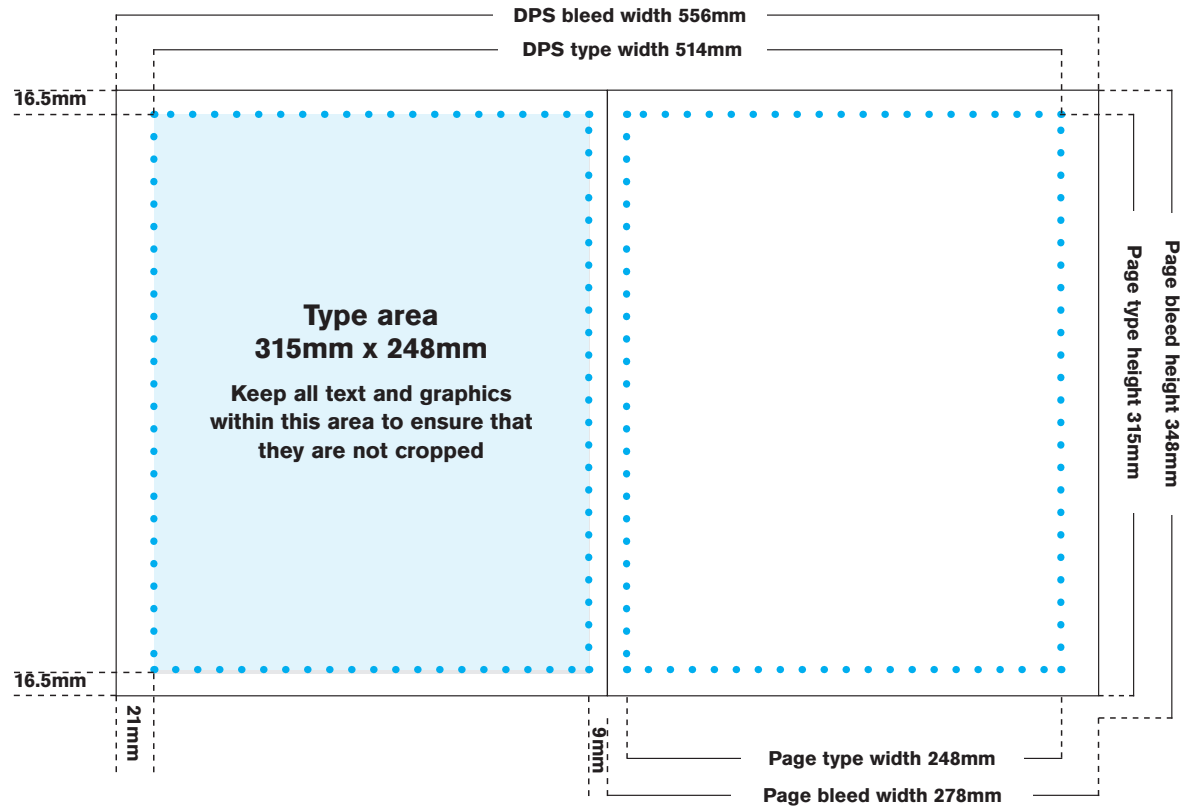 DPS bleed width 556mm
DPS type width 514mm
16.5mm
Type area
315mm x 248mm
Keep all text and graphics
within this area to ensure that
they are not cropped
Page type height 315mm
Page bleed height 348mm
16.5mm
21mm
9mm
Page type width 248mm
Page bleed width 278mm